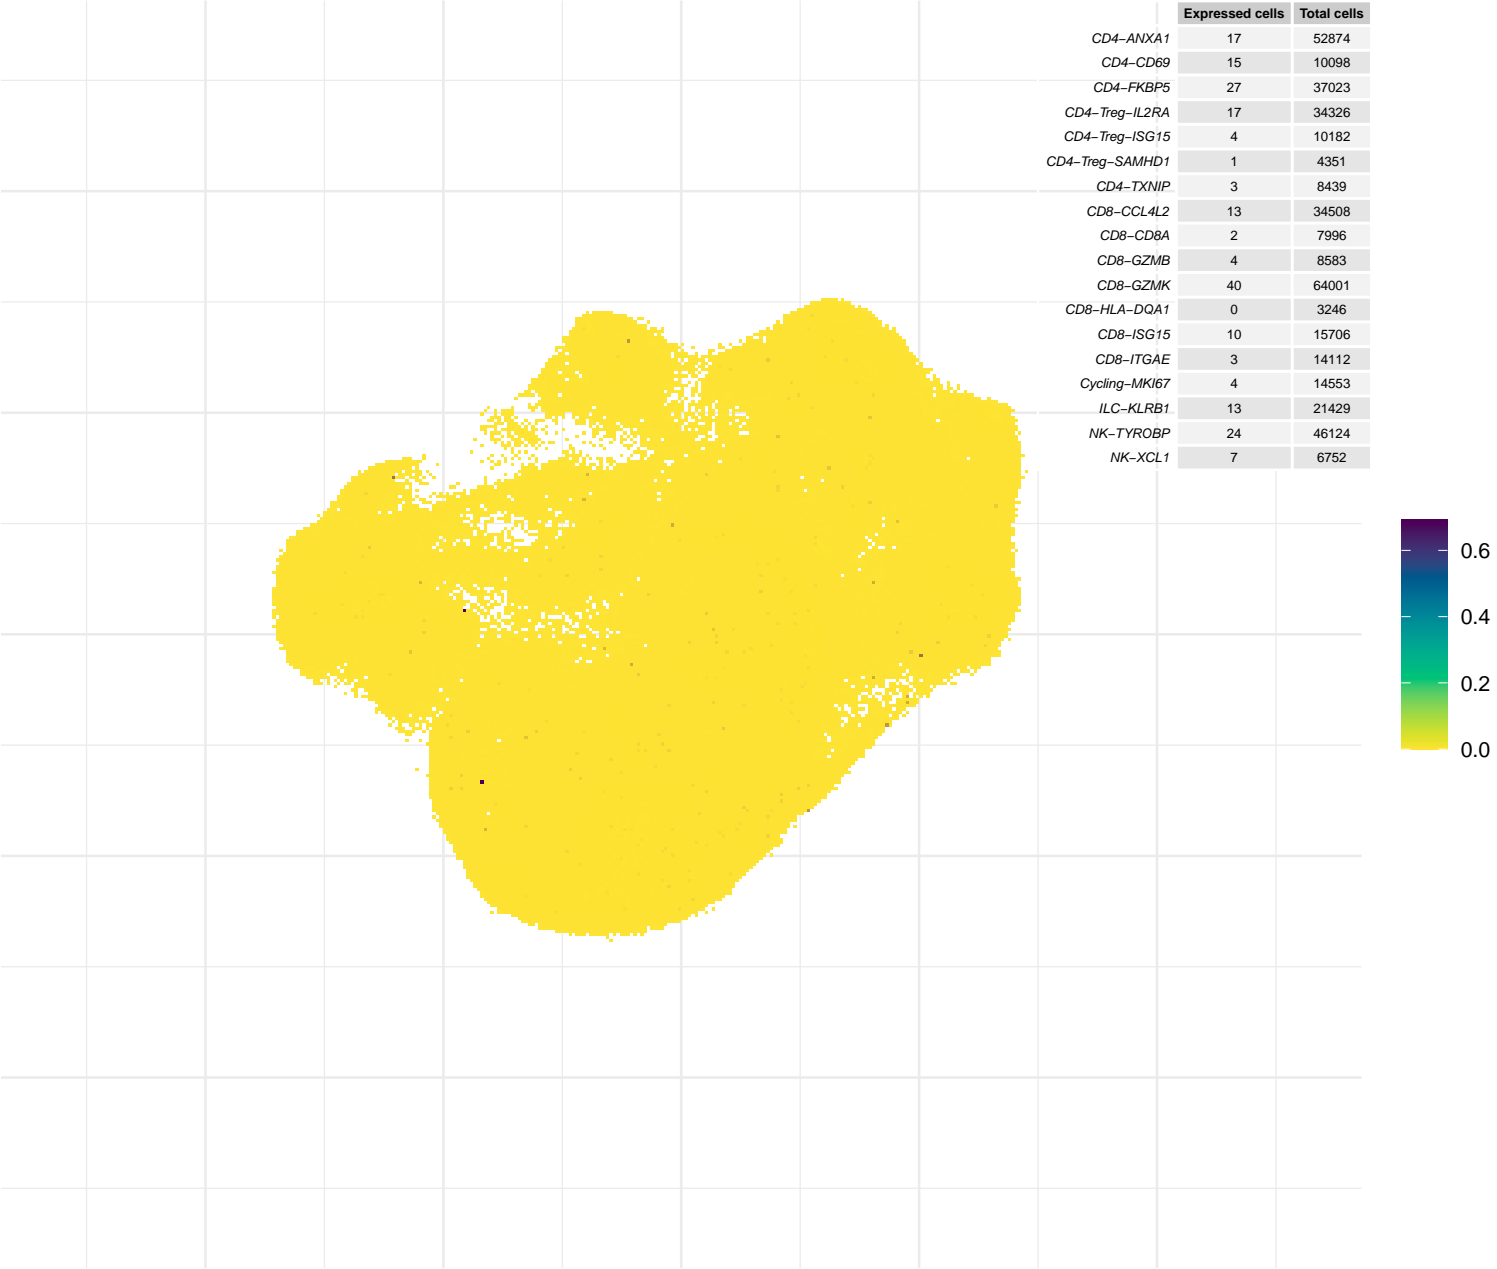 Expressed cells Total cells
CD4−ANXA1 17 52874
CD4−CD69 15 10098
CD4−FKBP5 27 37023
CD4−Treg−IL2RA 17 34326
CD4−Treg−ISG15 4 10182
CD4−Treg−SAMHD1 1 4351
CD4−TXNIP 3 8439
CD8−CCL4L2 13 34508
CD8−CD8A 2 7996
CD8−GZMB 4 8583
CD8−GZMK 40 64001
CD8−HLA−DQA1 0 3246
CD8−ISG15 10 15706
CD8−ITGAE 3 14112
Cycling−MKI67 4 14553
ILC−KLRB1 13 21429
NK−TYROBP 24 46124
NK−XCL1 7 6752
0.6
0.4
0.2
0.0